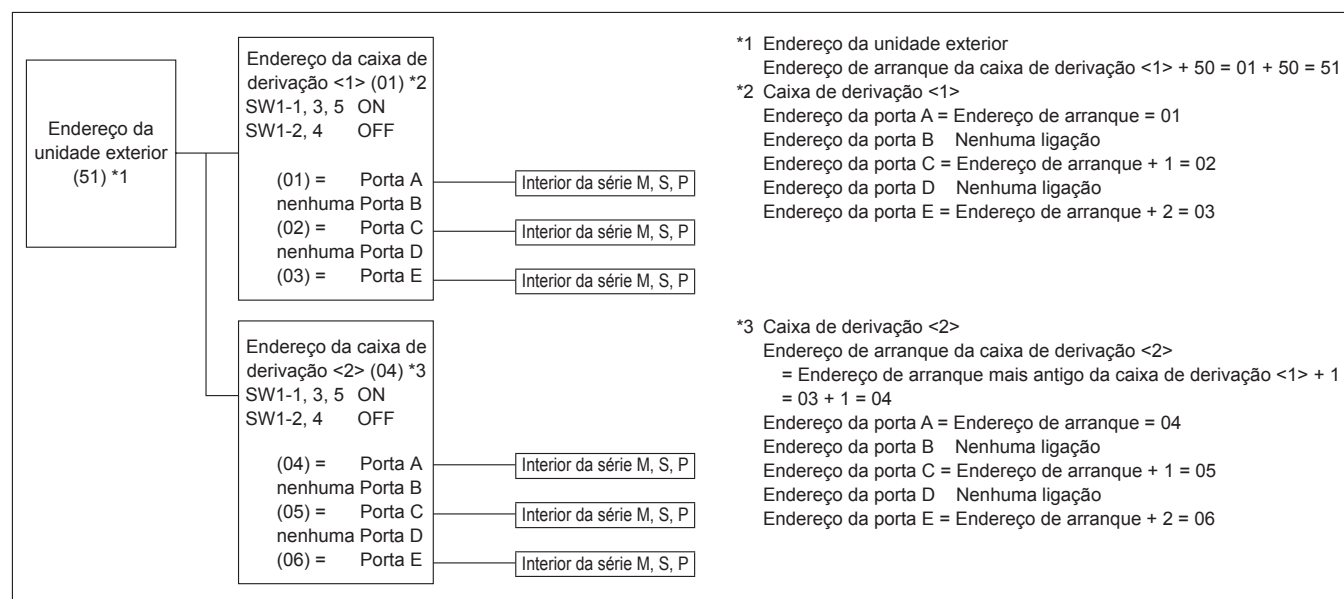 Endereço da
unidade exterior
(51) *1
Endereço da caixa de
derivação <1> (01) *2
SW1-1, 3, 5 ON
SW1-2, 4 OFF
(01) = Porta A
nenhuma Porta B
(02) = Porta C
nenhuma Porta D
(03) = Porta E
Interior da série M, S, P
Interior da série M, S, P
Interior da série M, S, P
Endereço da caixa de
derivação <2> (04) *3
SW1-1, 3, 5 ON
SW1-2, 4 OFF
(04) = Porta A
nenhuma Porta B
(05) = Porta C
nenhuma Porta D
(06) = Porta E
Interior da série M, S, P
Interior da série M, S, P
Interior da série M, S, P
*1 Endereço da unidade exterior
Endereço de arranque da caixa de derivação <1> + 50 = 01 + 50 = 51
*2 Caixa de derivação <1>
Endereço da porta A = Endereço de arranque = 01
Endereço da porta B Nenhuma ligação
Endereço da porta C = Endereço de arranque + 1 = 02
Endereço da porta D Nenhuma ligação
Endereço da porta E = Endereço de arranque + 2 = 03
*3 Caixa de derivação <2>
Endereço de arranque da caixa de derivação <2>
= Endereço de arranque mais antigo da caixa de derivação <1> + 1
= 03 + 1 = 04
Endereço da porta A = Endereço de arranque = 04
Endereço da porta B Nenhuma ligação
Endereço da porta C = Endereço de arranque + 1 = 05
Endereço da porta D Nenhuma ligação
Endereço da porta E = Endereço de arranque + 2 = 06